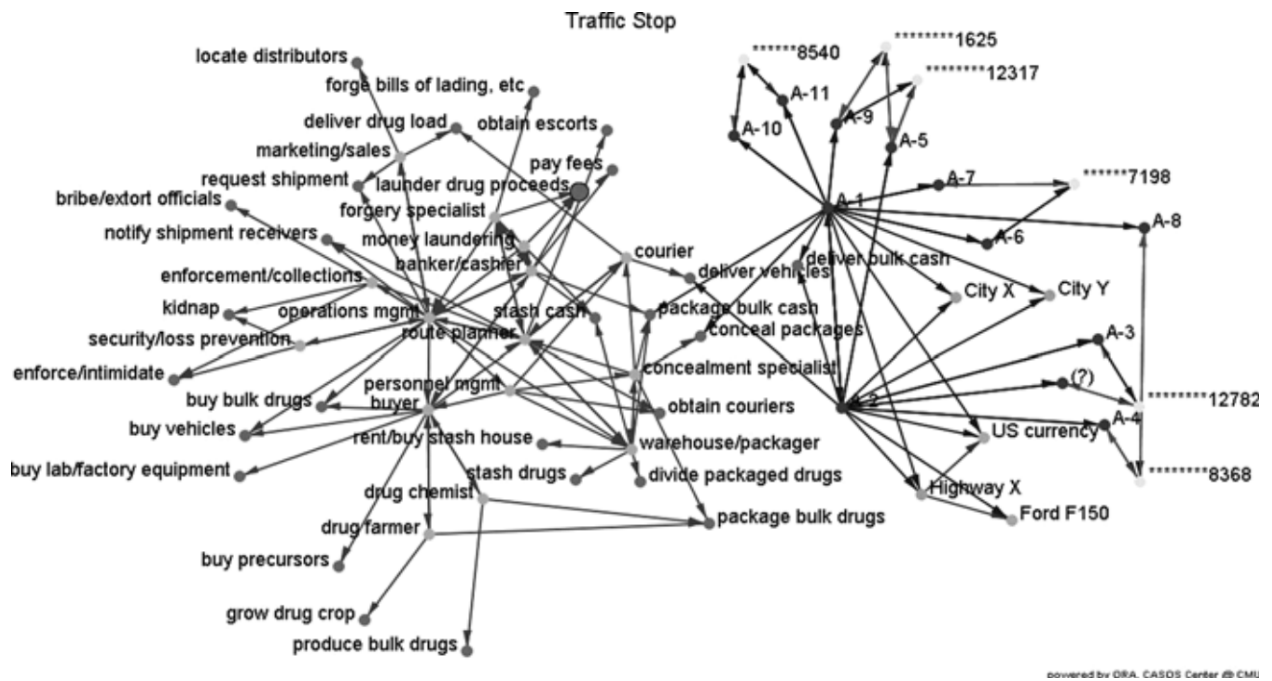 Traffic Stop
locate distributors
********1625
******8540
********12317
forge bills of lading, etc
A-11
deliver drug load
obtain escorts
A-9
A-10
A-5
marketing/sales
pay fees
request shipment
launder drug proceeds
A-7
******7198
bribe/extort officials
forgery specialist
A-1
A-8
notify shipment receivers
money laundering
A-6
courier
banker/cashier
deliver bulk cash
deliver vehicles
enforcement/collections
City X
City Y
kidnap
operations mgmt
stash cash
package bulk cash
route planner
conceal packages
security/loss prevention
A-3
enforce/intimidate
concealment specialist
(?)
personnel mgmt
buy bulk drugs
buyer
obtain couriers
********12782
A-4
buy vehicles
rent/buy stash house
warehouse/packager
US currency
buy lab/factory equipment
stash drugs
divide packaged drugs
********8368
drug chemist
Highway X
package bulk drugs
Ford F150
drug farmer
buy precursors
grow drug crop
produce bulk drugs
powered by ORA, CASOS Center @ CMU